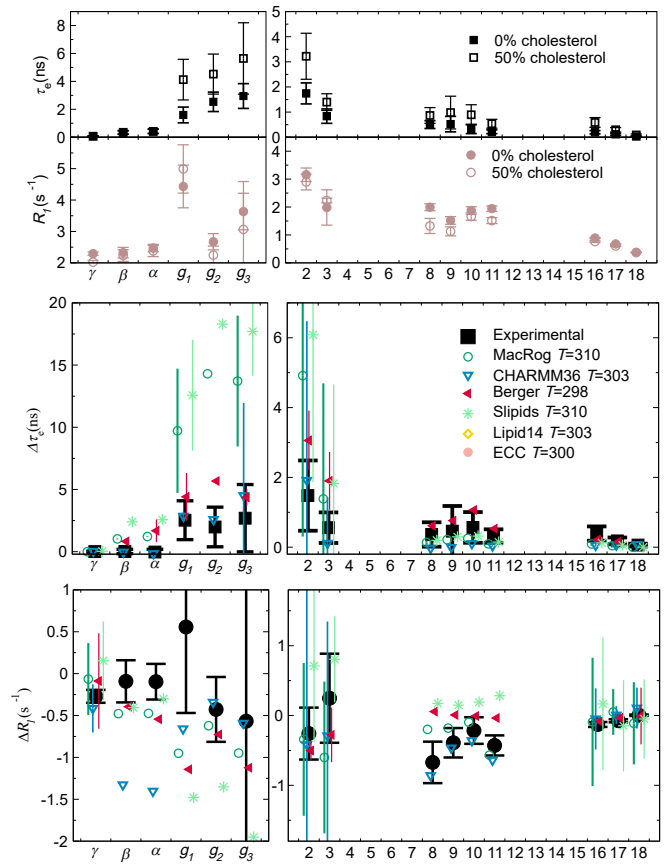 8
6
4
2
0
τe(ns)
5
4
3
2
1
0
0% cholesterol
50% cholesterol
5
4
3
2
R1(s-1)
γ β α g1 g2 g3
4
3
2
1
0
0% cholesterol
50% cholesterol
2 3 4 5 6 7 8 9 10 11 12 13 14 15 16 17 18
20
15
10
5
0
Δτe(ns)
γ β α g1 g2 g3
6
4
2
0
Experimental
MacRog T=310
CHARMM36 T=303
Berger T=298
Slipids T=310
Lipid14 T=303
ECC T=300
2 3 4 5 6 7 8 9 10 11 12 13 14 15 16 17 18
1
0.5
0
-0.5
-1
-1.5
-2
ΔR1(s-1)
γ β α g1 g2 g3
1
0
-1
2 3 4 5 6 7 8 9 10 11 12 13 14 15 16 17 18